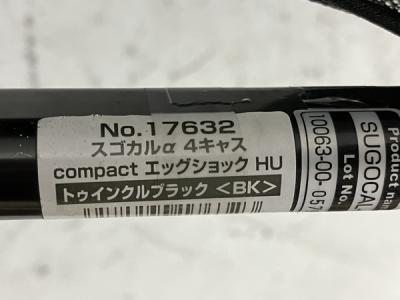 No.17632
スゴカルα 4キャス
compact エッグショック HU
トゥインクルブラック <BK>
Product nam
SUGOCAL
Lot No.
10063-00- 057